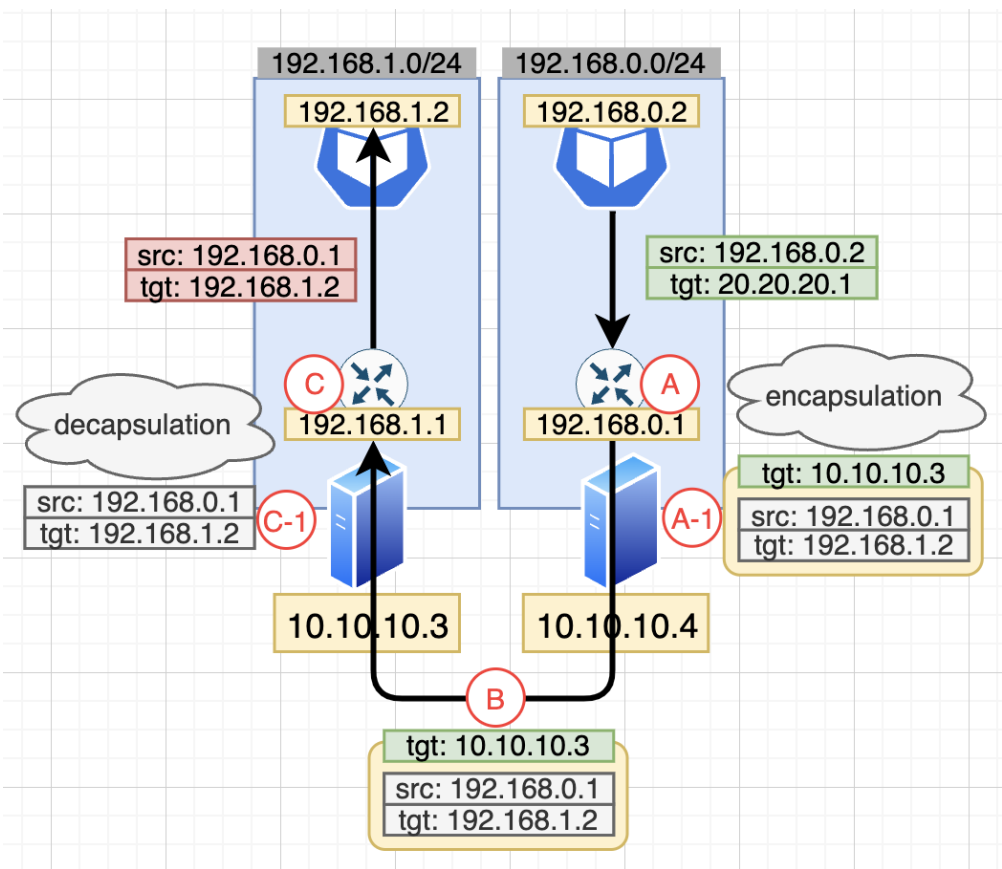 192.168.1.0/24
192.168.0.0/24
192.168.1.2
192.168.0.2
src: 192.168.0.1
tgt: 192.168.1.2
src: 192.168.0.2
tgt: 20.20.20.1
C
A
192.168.1.1
192.168.0.1
decapsulation
encapsulation
src: 192.168.0.1
tgt: 192.168.1.2
C-1
A-1
tgt: 10.10.10.3
src: 192.168.0.1
tgt: 192.168.1.2
10.10.10.3
10.10.10.4
B
tgt: 10.10.10.3
src: 192.168.0.1
tgt: 192.168.1.2